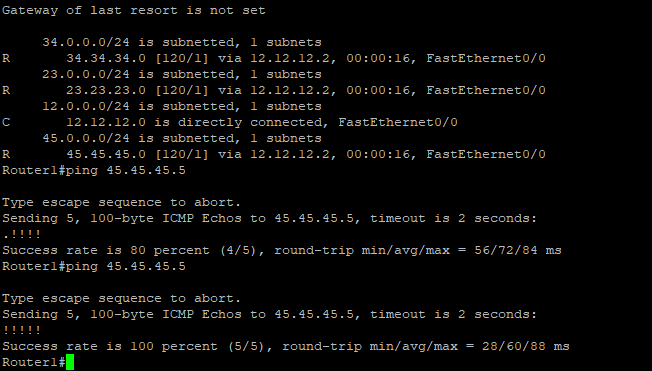 Gateway of last resort is not set

     34.0.0.0/24 is subnetted, 1 subnets
R       34.34.34.0 [120/1] via 12.12.12.2, 00:00:16, FastEthernet0/0
     23.0.0.0/24 is subnetted, 1 subnets
R       23.23.23.0 [120/1] via 12.12.12.2, 00:00:16, FastEthernet0/0
     12.0.0.0/24 is subnetted, 1 subnets
C       12.12.12.0 is directly connected, FastEthernet0/0
     45.0.0.0/24 is subnetted, 1 subnets
R       45.45.45.0 [120/1] via 12.12.12.2, 00:00:16, FastEthernet0/0
Router1#ping 45.45.45.5

Type escape sequence to abort.
Sending 5, 100-byte ICMP Echos to 45.45.45.5, timeout is 2 seconds:
.!!!!
Success rate is 80 percent (4/5), round-trip min/avg/max = 56/72/84 ms
Router1#ping 45.45.45.5

Type escape sequence to abort.
Sending 5, 100-byte ICMP Echos to 45.45.45.5, timeout is 2 seconds:
!!!!!
Success rate is 100 percent (5/5), round-trip min/avg/max = 28/60/88 ms
Router1#